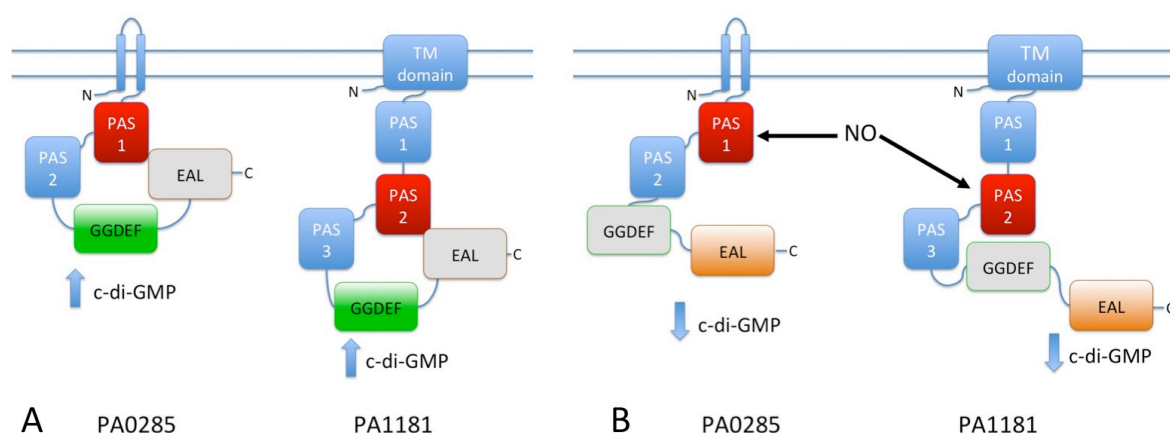 TM
domain
N
N
PAS
1
PAS
1
PAS
2
EAL
C
PAS
2
GGDEF
PAS
3
EAL
C
c-di-GMP
GGDEF
c-di-GMP
A
PA0285
PA1181
TM
domain
N
N
PAS
1
NO
PAS
1
PAS
2
PAS
2
GGDEF
EAL
C
PAS
3
GGDEF
EAL
C
c-di-GMP
c-di-GMP
B
PA0285
PA1181